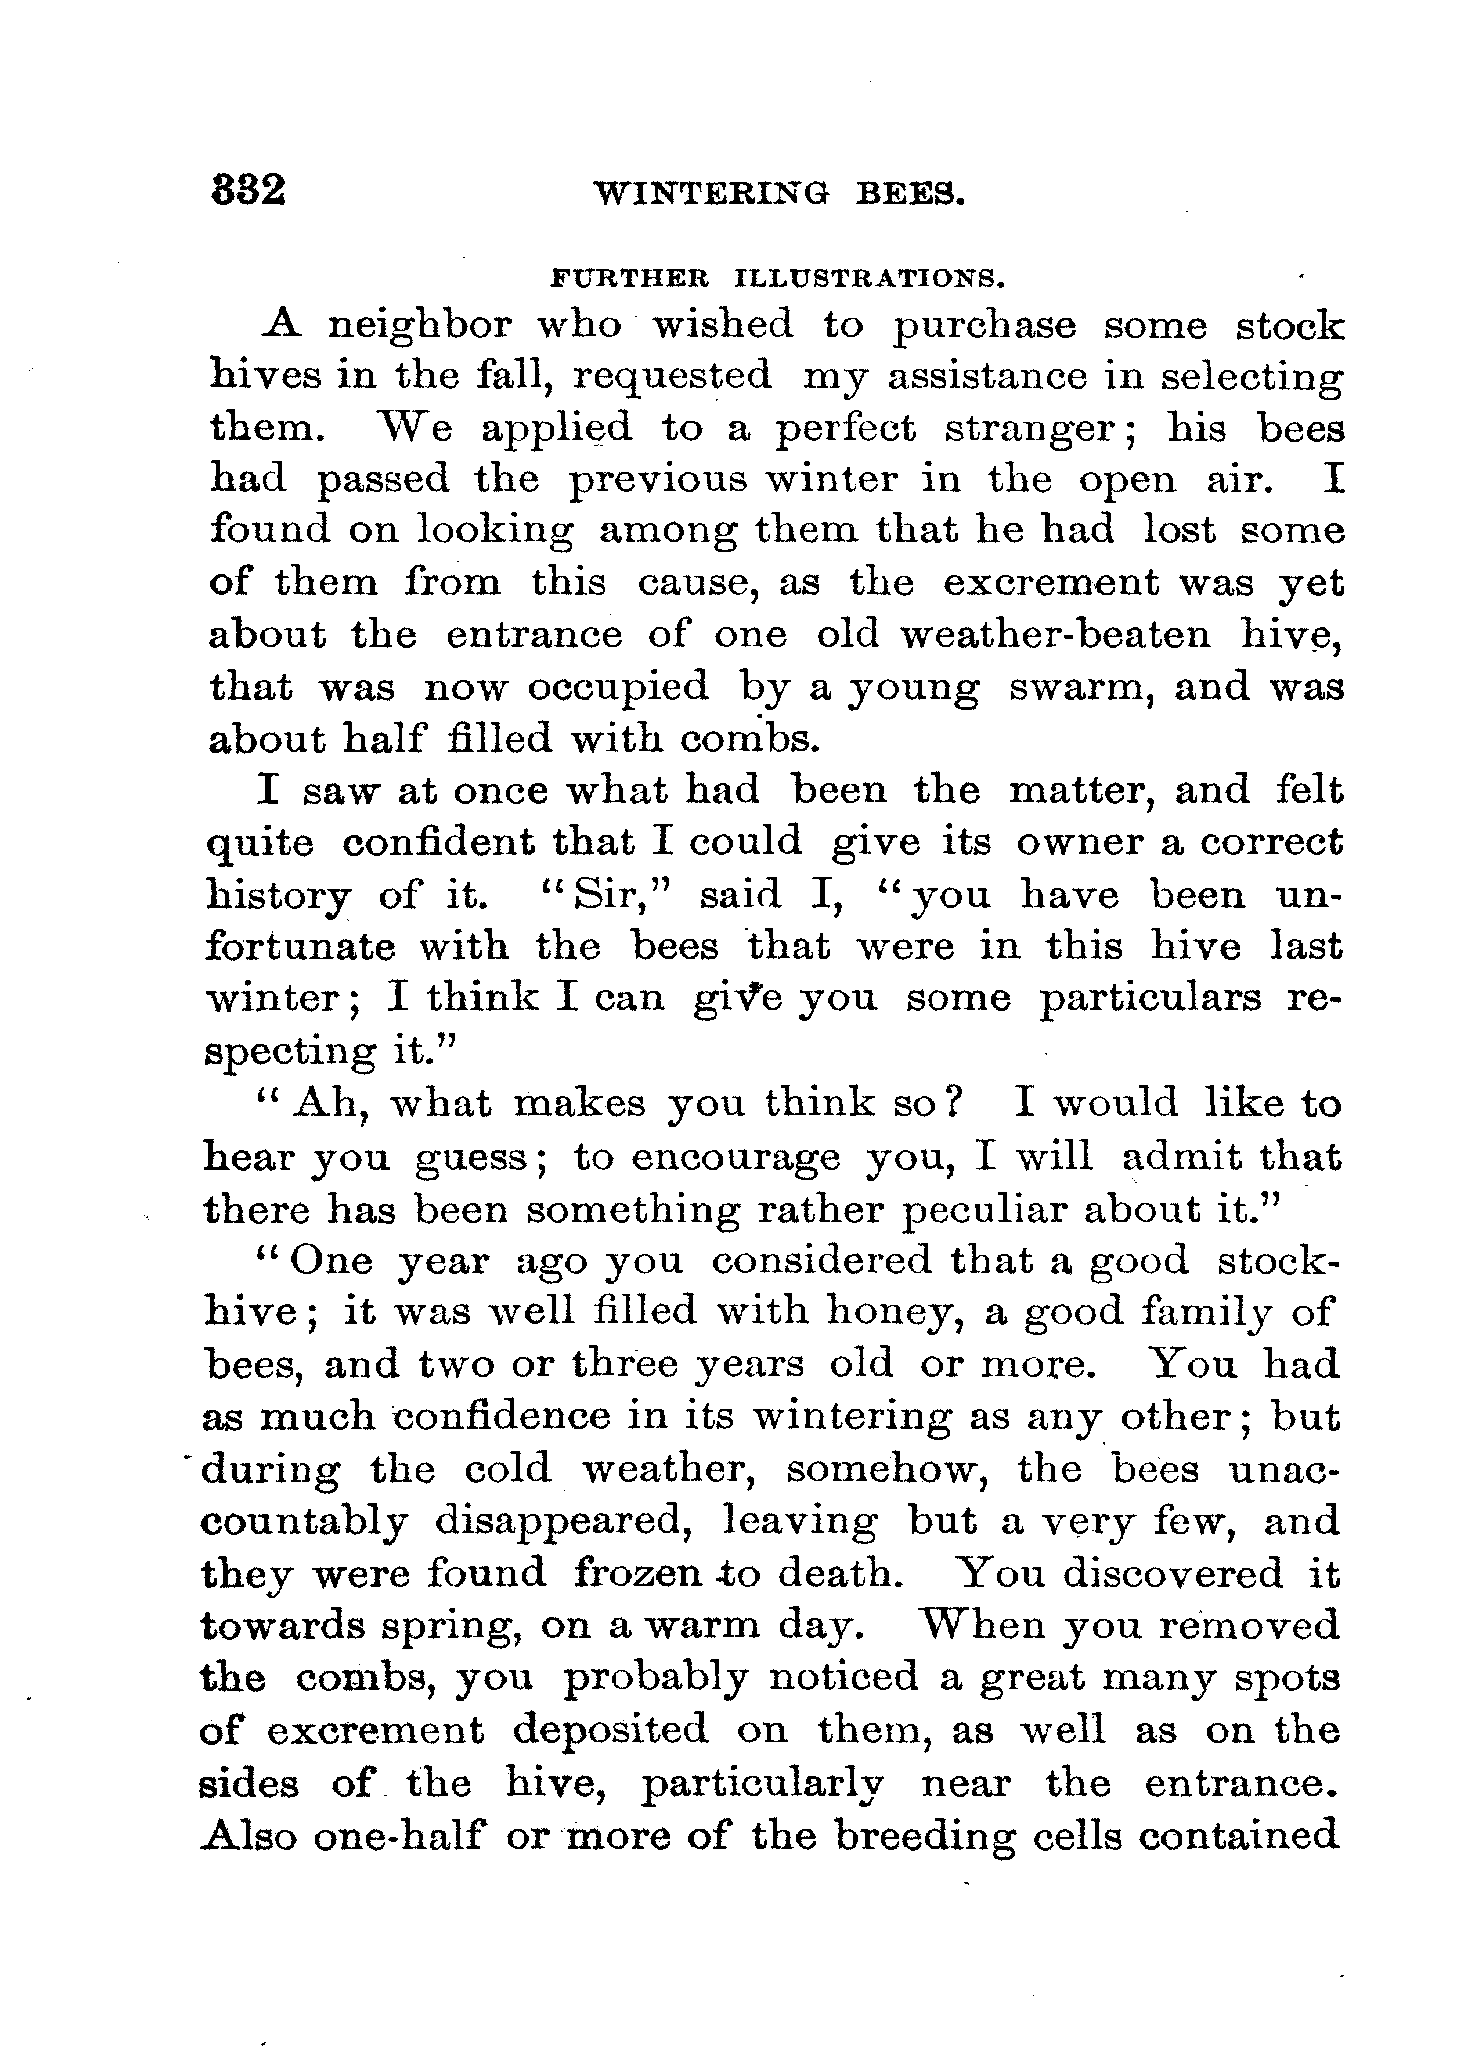 332 WINTERING BEES.
FURTHER ILLUSTRATIONS.
A neighbor who wished to purchase some stock
hives in the fall, requested my assistance in selecting
them. We applied to a perfect stranger; his bees
had passed the previous winter in the open air. I
found on looking among them that he had lost some
of them from this cause, as the excrement was yet
about the entrance of one old weather-beaten hive,
that was now occupied by a young swarm, and was
about half filled with combs.
I saw at once what had been the matter, and felt
quite confident that I could give its owner a correct
history of it. "Sir," said I, "you have been un-
fortunate with the bees that were in this hive last
winter; I think I can give you some particulars re-
specting it."
"Ah, what makes you think so? I would like to
hear you guess; to encourage you, I will admit that
there has been something rather peculiar about it."
"One year ago you considered that a good stock-
hive; it was well filled with honey, a good family of
bees, and two or three years old or more. You had
as much confidence in its wintering as any other; but
during the cold weather, somehow, the bees unac-
countably disappeared, leaving but a very few, and
they were found frozen to death. You discovered it
towards spring, on a warm day. When you removed
the combs, you probably noticed a great many spots
of excrement deposited on them, as well as on the
sides of the hive, particularly near the entrance.
Also one-half or more of the breeding cells contained